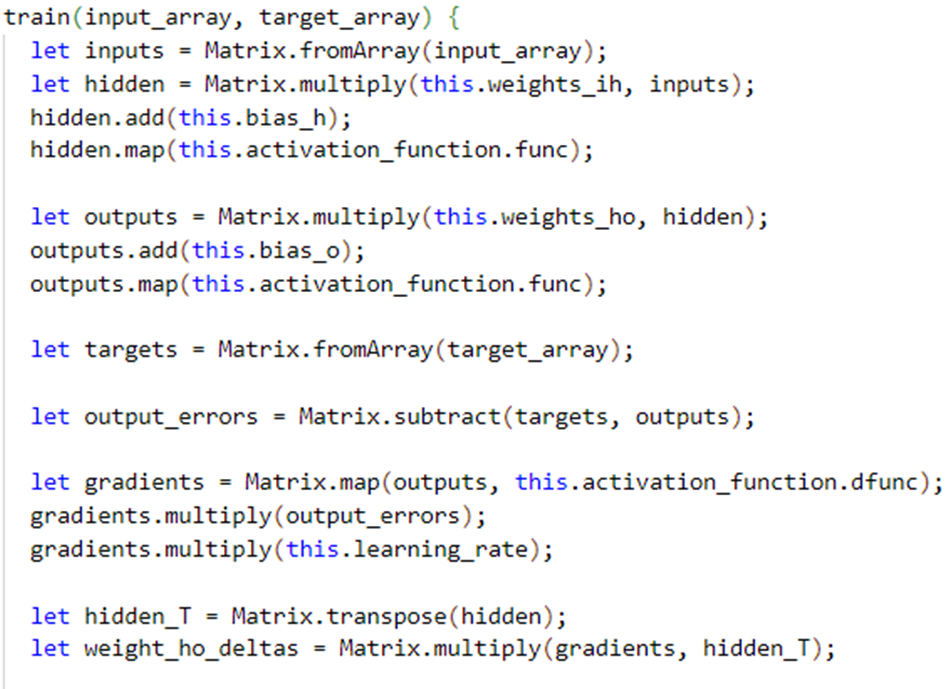 train(input_array, target_array) {
let inputs = Matrix.fromArray(input_array);
let hidden = Matrix.multiply(this.weights_ih, inputs);
hidden.add(this.bias_h);
hidden.map(this.activation_function.func);
let outputs = Matrix.multiply(this.weights_ho, hidden);
outputs.add(this.bias_o);
outputs.map(this.activation_function.func);
let targets = Matrix.fromArray(target_array);
let output_errors = Matrix.subtract(targets, outputs);
let gradients = Matrix.map(outputs, this.activation_function.dfunc);
gradients.multiply(output_errors);
gradients.multiply(this.learning_rate);
let hidden_T = Matrix.transpose(hidden);
let weight_ho_deltas = Matrix.multiply(gradients, hidden_T);